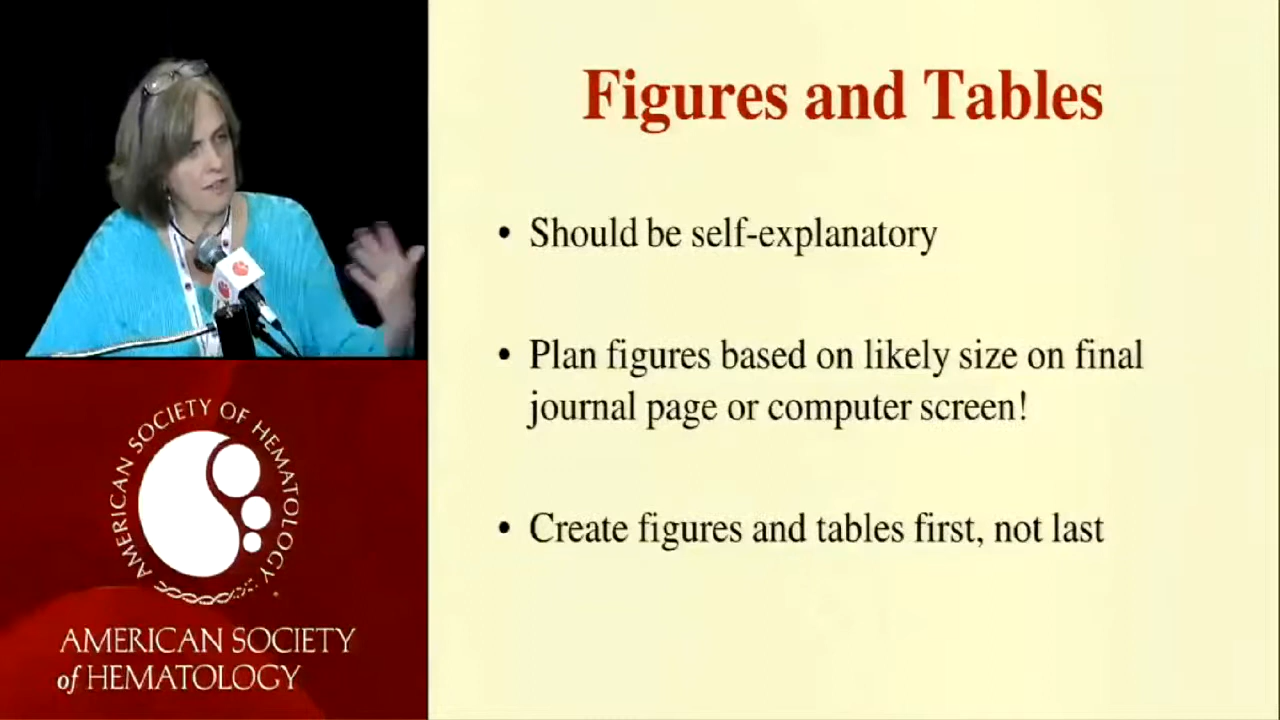 Figures and Tables
• Should be self-explanatory
• Plan figures based on likely size on final
journal page or computer screen!
• Create figures and tables first, not last
AMERICAN SOCIETY OF HEMATOLOGY
AMERICAN SOCIETY
of HEMATOLOGY